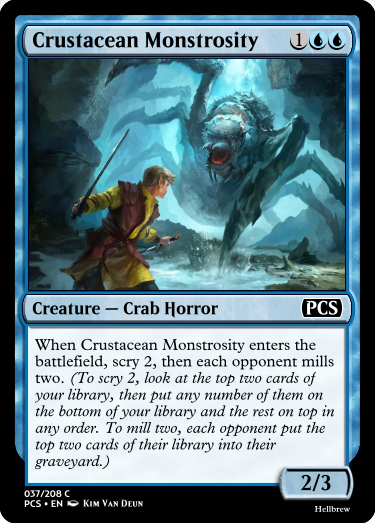 Crustacean Monstrosity 1
Creature — Crab Horror PCS
When Crustacean Monstrosity enters the
battlefield, scry 2, then each opponent mills
two. (To scry 2, look at the top two cards of
your library, then put any number of them on
the bottom of your library and the rest on top in
any order. To mill two, each opponent put the
top two cards of their library into their
graveyard.)
2/3
037/208 C
PCS • EN Kim Van Deun
Hellbrew